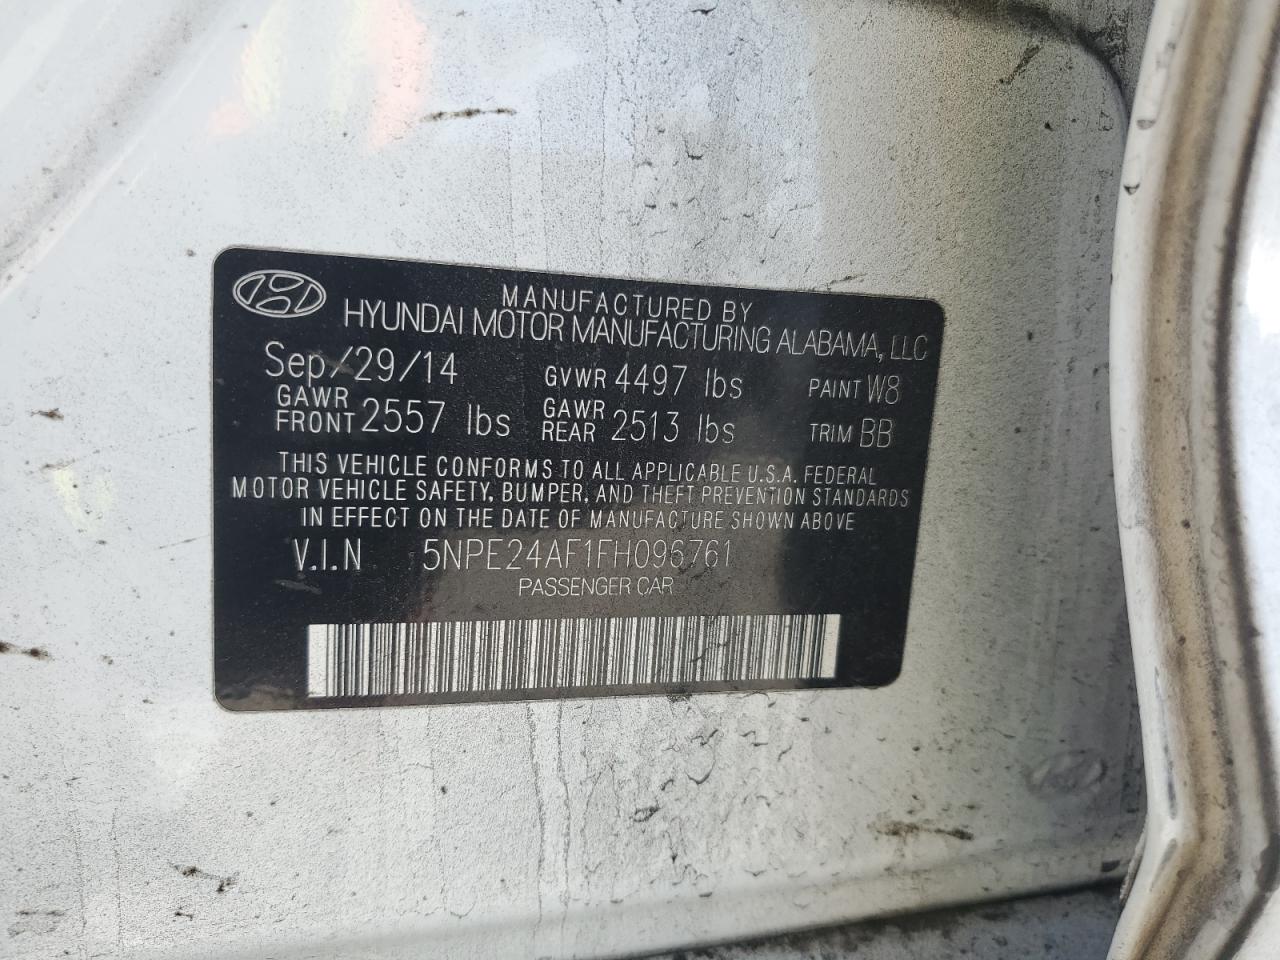 MANUFACTURED BY
HYUNDAI MOTOR MANUFACTURING ALABAMA, LLC
Sep/29/14 GVWR 4497 lbs PAINT W8
GAWR FRONT 2557 lbs GAWR REAR 2513 lbs TRIM BB
THIS VEHICLE CONFORMS TO ALL APPLICABLE U.S.A. FEDERAL
MOTOR VEHICLE SAFETY, BUMPER, AND THEFT PREVENTION STANDARDS
IN EFFECT ON THE DATE OF MANUFACTURE SHOWN ABOVE
V.I.N 5NPE24AF1FH096761
PASSENGER CAR